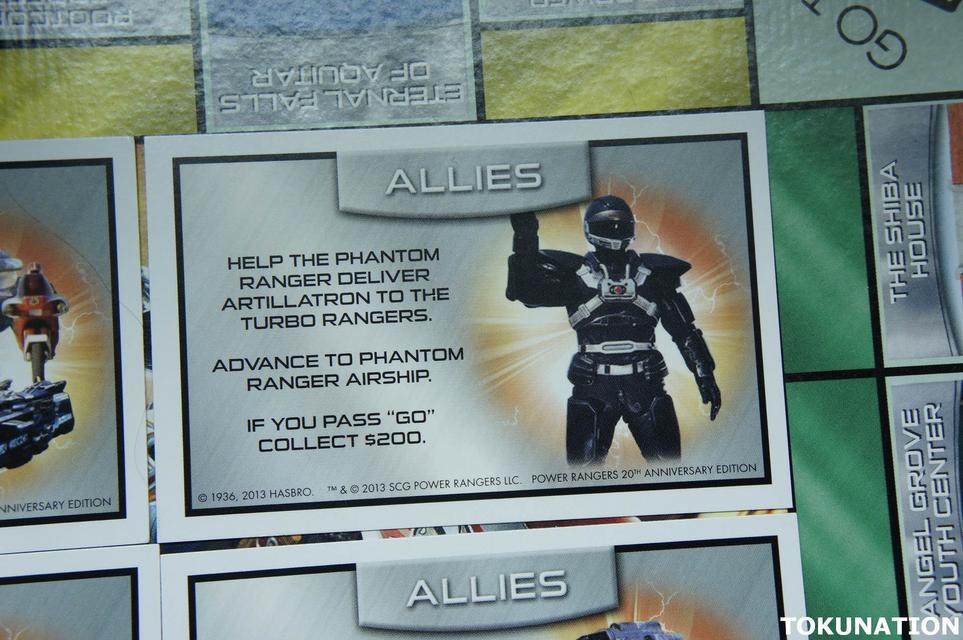 ETERNAL FALLS
OF AQUITAR
GO
ALLIES
HELP THE PHANTOM
RANGER DELIVER
ARTILLATRON TO THE
TURBO RANGERS.
ADVANCE TO PHANTOM
RANGER AIRSHIP.
IF YOU PASS “GO”
COLLECT $200.
© 1936, 2013 HASBRO. ™ & © 2013 SCG POWER RANGERS LLC. POWER RANGERS 20TH ANNIVERSARY EDITION
NNIVERSARY EDITION
THE SHIBA
HOUSE
ANGEL GROVE
YOUTH CENTER
ALLIES
TOKUNATION